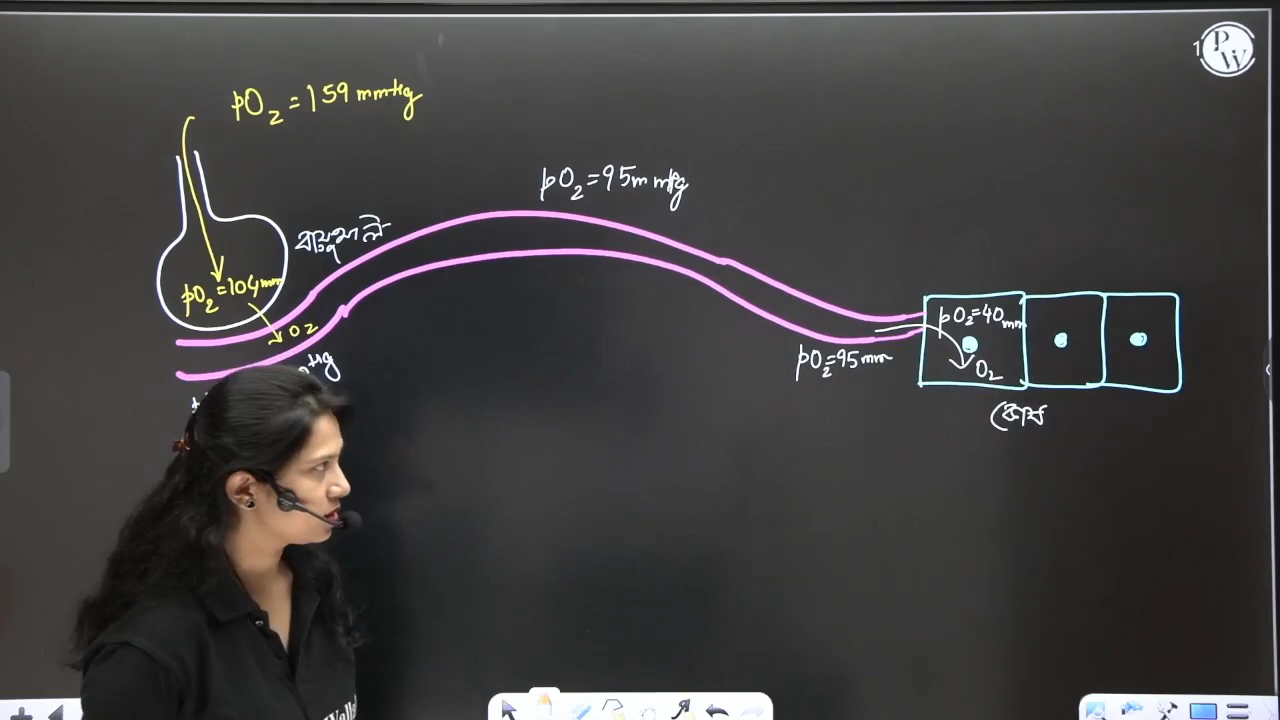 pO₂ = 159 mmHg
PW
1
pO₂ = 95 mmHg
বায়ুথলি
pO₂ = 104 mm
O₂
pO₂ = 40 mm
pO₂ = 95 mm
O₂
কোষ